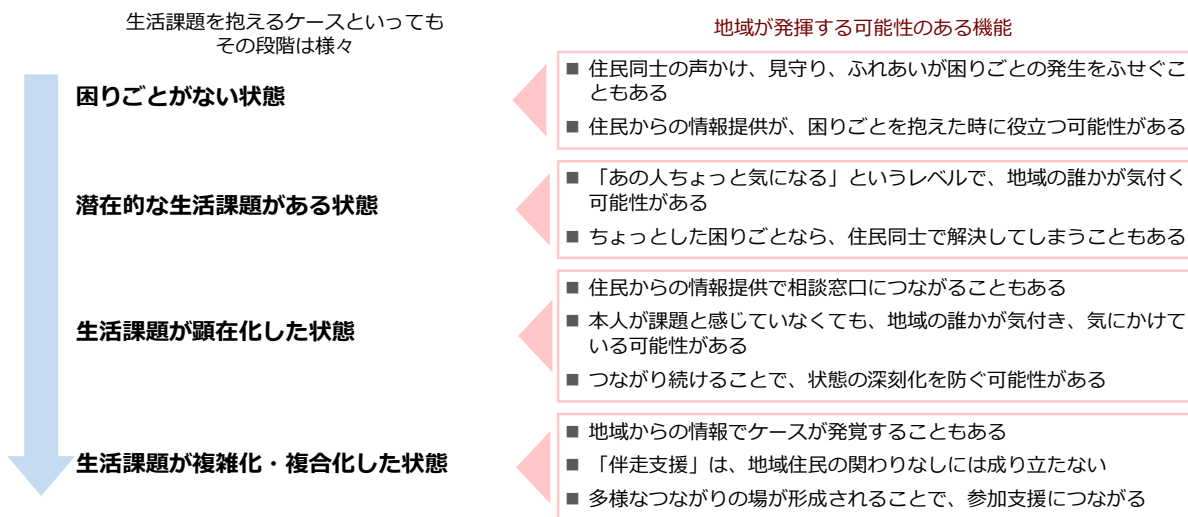 生活課題を抱えるケースといっても
その段階は様々
地域が発揮する可能性のある機能
困りごとがない状態
■ 住民同士の声かけ、見守り、ふれあいが困りごとの発生をふせぐこ
ともある
■ 住民からの情報提供が、困りごとを抱えた時に役立つ可能性がある
潜在的な生活課題がある状態
■ 「あの人ちょっと気になる」というレベルで、地域の誰かが気付く
可能性がある
■ ちょっとした困りごとなら、住民同士で解決してしまうこともある
生活課題が顕在化した状態
■ 住民からの情報提供で相談窓口につながることもある
■ 本人が課題と感じていなくても、地域の誰かが気付き、気にかけて
いる可能性がある
■ つながり続けることで、状態の深刻化を防ぐ可能性がある
生活課題が複雑化・複合化した状態
■ 地域からの情報でケースが発覚することもある
■ 「伴走支援」は、地域住民の関わりなしには成り立たない
■ 多様なつながりの場が形成されることで、参加支援につながる